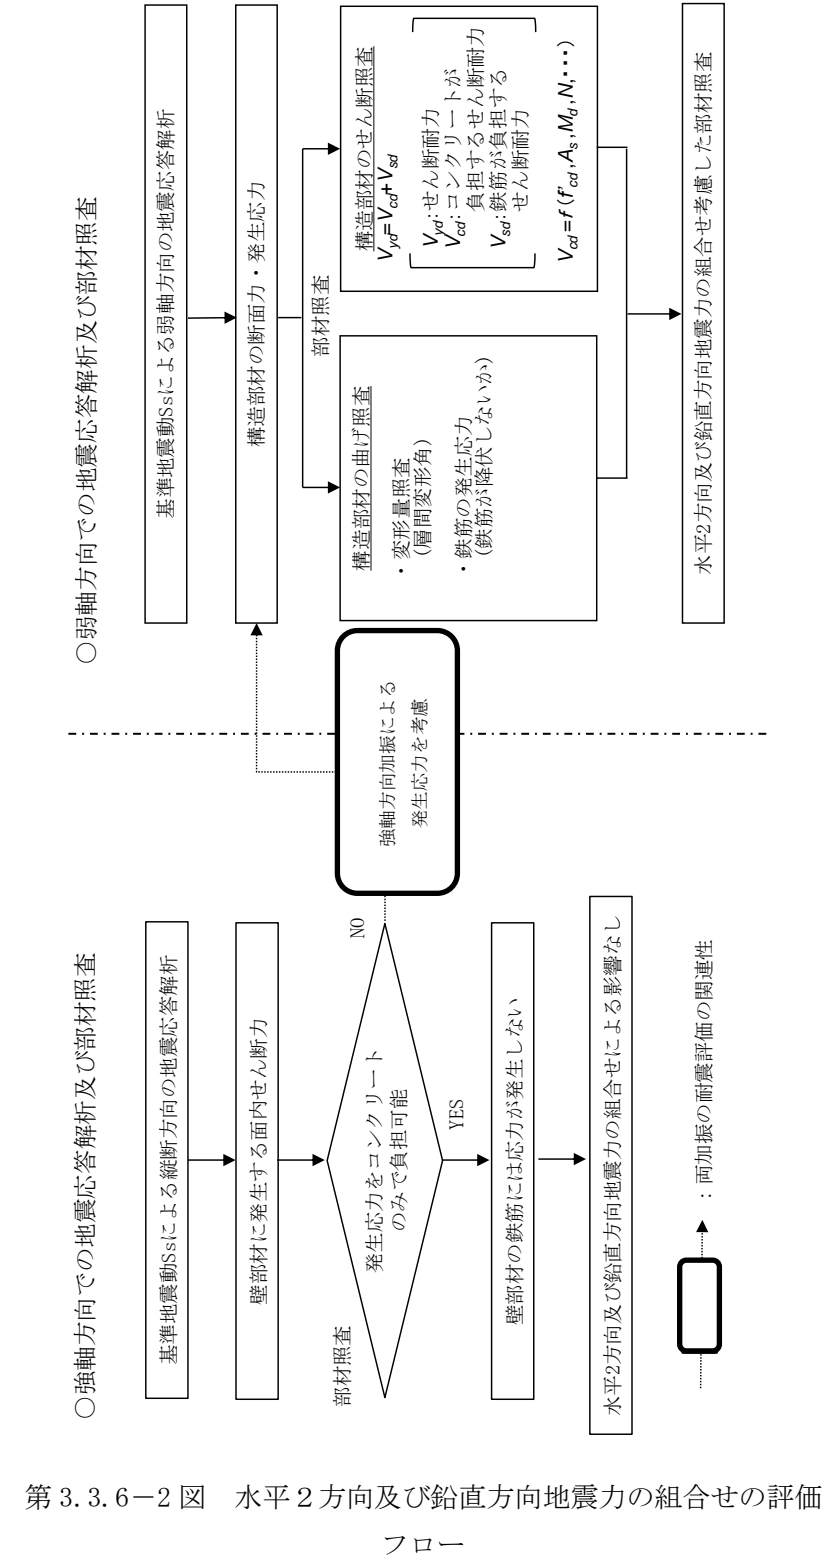 ○強軸方向での地震応答解析及び部材照査
基準地震動Ssによる縦断方向の地震応答解析
壁部材に発生する面内せん断力
部材照査
発生応力をコンクリート
のみで負担可能
NO
YES
壁部材の鉄筋には応力が発生しない
水平2方向及び鉛直方向地震力の組合せによる影響なし
：両加振の耐震評価の関連性
強軸方向加振による
発生応力を考慮
○弱軸方向での地震応答解析及び部材照査
基準地震動Ssによる弱軸方向の地震応答解析
構造部材の断面力・発生応力
部材照査
構造部材の曲げ照査
・変形量照査
(層間変形角)
・鉄筋の発生応力
(鉄筋が降伏しないか)
構造部材のせん断照査
Vyd=Vcd+Vsd
Vyd:せん断耐力
Vcd:コンクリートが
負担するせん断耐力
Vsd:鉄筋が負担する
せん断耐力
Vcd=f(f'cd,As,Md,N,･･･)
水平2方向及び鉛直方向地震力の組合せ考慮した部材照査
第3.3.6－2図　水平２方向及び鉛直方向地震力の組合せの評価
フロー